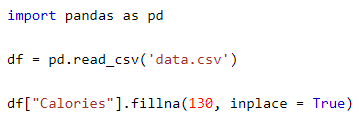 import pandas as pd
df = pd.read_csv('data.csv')
df["Calories"].fillna(130, inplace = True)